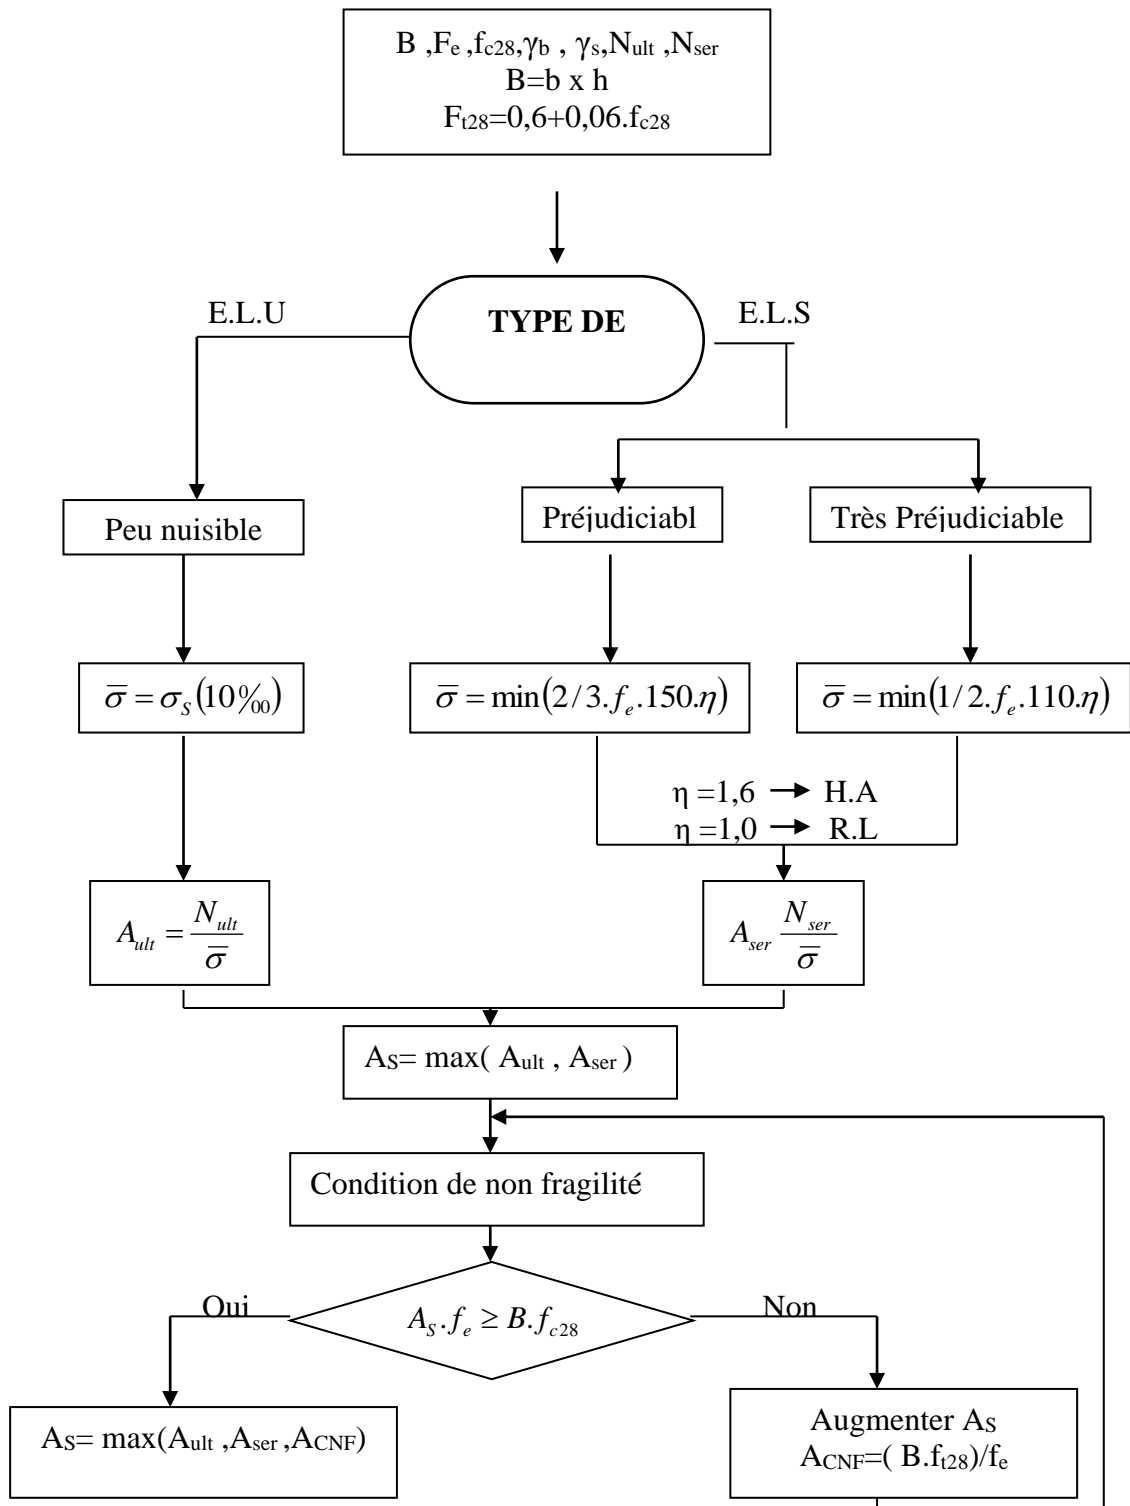 B ,Fe ,fc28,γb , γs,Nult ,Nser
B=b x h
Ft28=0,6+0,06.fc28
E.L.U
TYPE DE
E.L.S
Peu nuisible
Préjudiciabl
Très Préjudiciable
σ̅ = σS(10‰)
σ̅ = min(2/3.fe.150.η)
σ̅ = min(1/2.fe.110.η)
η =1,6 → H.A
η =1,0 → R.L
Ault = Nult / σ̅
Aser Nser / σ̅
AS= max( Ault , Aser )
Condition de non fragilité
Oui
AS.fe ≥ B.fc28
Non
AS= max(Ault ,Aser ,ACNF)
Augmenter AS
ACNF=( B.ft28)/fe